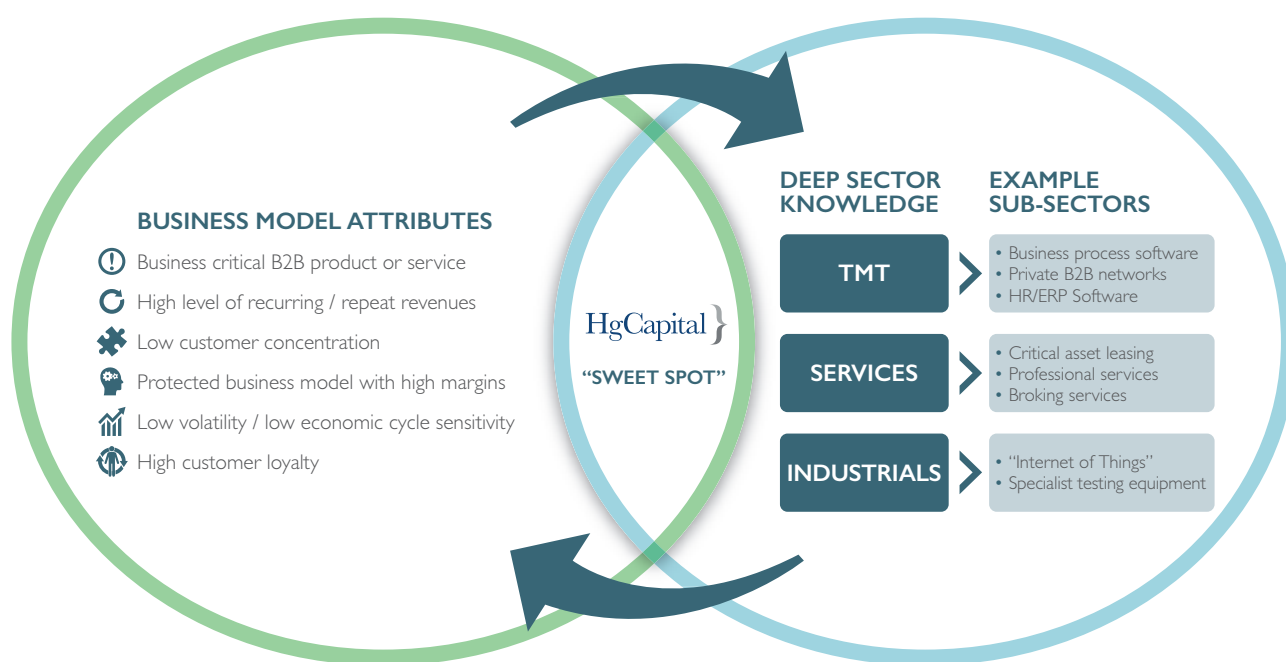 BUSINESS MODEL ATTRIBUTES
Business critical B2B product or service
High level of recurring / repeat revenues
Low customer concentration
Protected business model with high margins
Low volatility / low economic cycle sensitivity
High customer loyalty
HgCapital}
“SWEET SPOT”
DEEP SECTOR
KNOWLEDGE
EXAMPLE
SUB-SECTORS
TMT
• Business process software
• Private B2B networks
• HR/ERP Software
SERVICES
• Critical asset leasing
• Professional services
• Broking services
INDUSTRIALS
• “Internet of Things”
• Specialist testing equipment